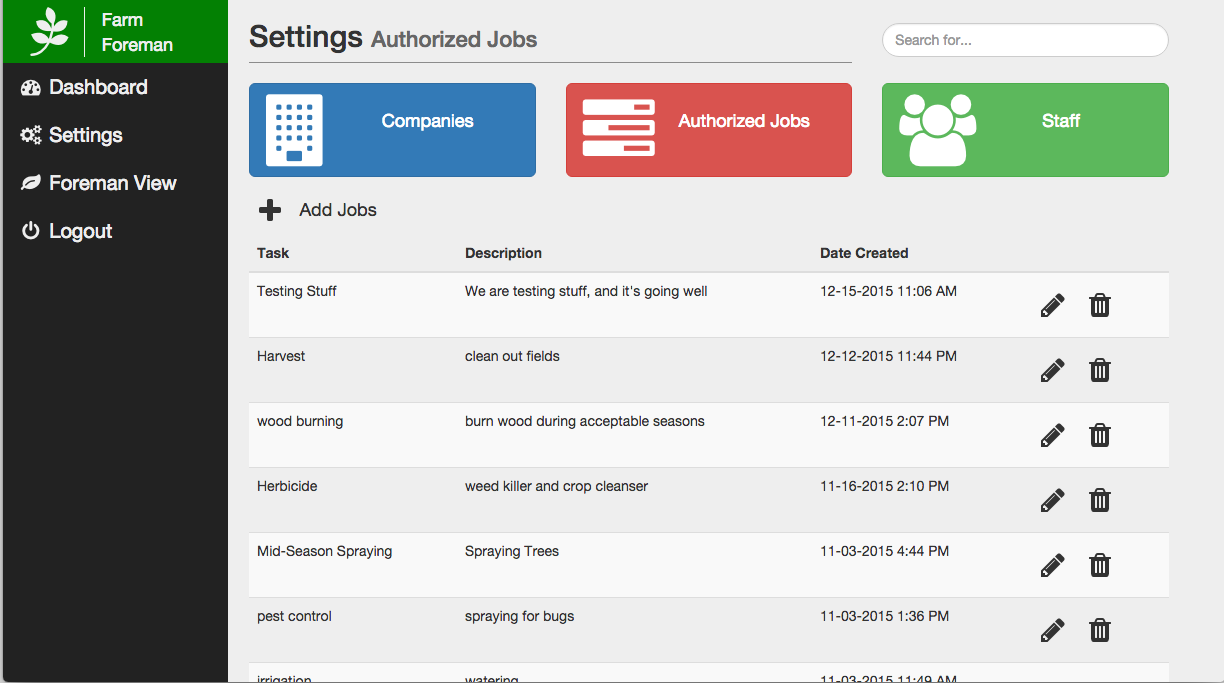 Farm
Foreman
Dashboard
Settings
Foreman View
Logout
Settings Authorized Jobs
Search for...
Companies
Authorized Jobs
Staff
Add Jobs
Task Description Date Created
Testing Stuff We are testing stuff, and it's going well 12-15-2015 11:06 AM
Harvest clean out fields 12-12-2015 11:44 PM
wood burning burn wood during acceptable seasons 12-11-2015 2:07 PM
Herbicide weed killer and crop cleanser 11-16-2015 2:10 PM
Mid-Season Spraying Spraying Trees 11-03-2015 4:44 PM
pest control spraying for bugs 11-03-2015 1:36 PM
irrigation watering 11-03-2015 11:49 AM